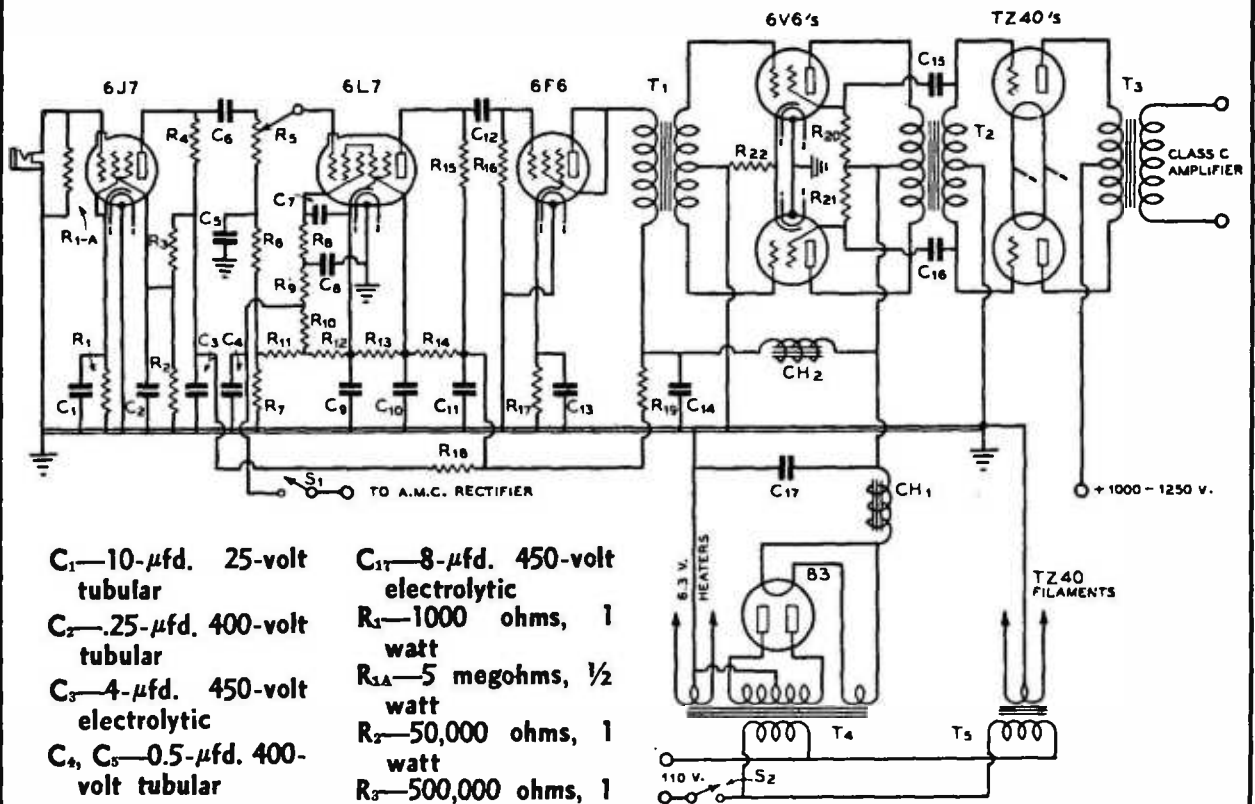 6V6's
TZ40's
6J7
6L7
6F6
T1
C15
T3
C6
R5
R4
C12
R20
T2
R15
R16
R22
CLASS C
AMPLIFIER
C7
R21
C5
R8
R1-A
R3
R6
C8
C16
R9
R10
R1
C3
C4
R11
R12
R13
R14
CH2
R2
C1
C2
R7
C9
C10
C11
R17
C13
R19
C14
R18
S1
TO A.M.C. RECTIFIER
C17
CH1
+1000-1250 V.
6.3 V.
HEATERS
83
TZ40
FILAMENTS
T4
T5
110 V.
S2
C1—10-μfd. 25-volt
tubular
C2—.25-μfd. 400-volt
tubular
C3—4-μfd. 450-volt
electrolytic
C4, C5—0.5-μfd. 400-
volt tubular
C17—8-μfd. 450-volt
electrolytic
R1—1000 ohms, 1
watt
R1A—5 megohms, ½
watt
R2—50,000 ohms, 1
watt
R3—500,000 ohms, 1